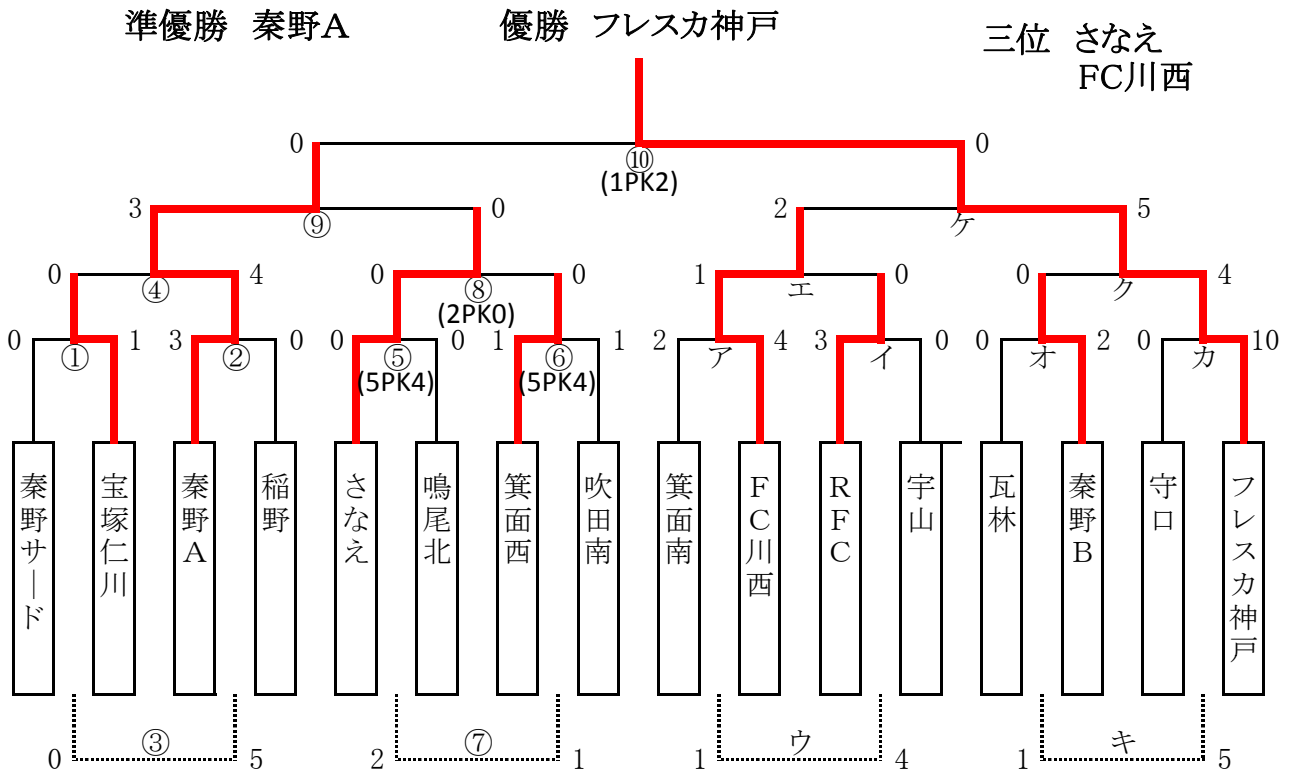 準優勝 秦野A
優勝 フレスカ神戸
三位 さなえ
FC川西
0 0
⑩
(1PK2)
3 0 2 5
⑨ ケ
0 4 0 0 1 0 0 4
④ ⑧ エ ク
(2PK0)
0 1 3 0 0 0 1 1 2 4 3 0 0 2 0 10
① ② ⑤ ⑥ ア イ オ カ
(5PK4) (5PK4)
秦野サード
宝塚仁川
秦野A
稲野
さなえ
鳴尾北
箕面西
吹田南
箕面南
FC川西
RFC
宇山
瓦林
秦野B
守口
フレスカ神戸
③ ⑦ ウ キ
0 5 2 1 1 4 1 5